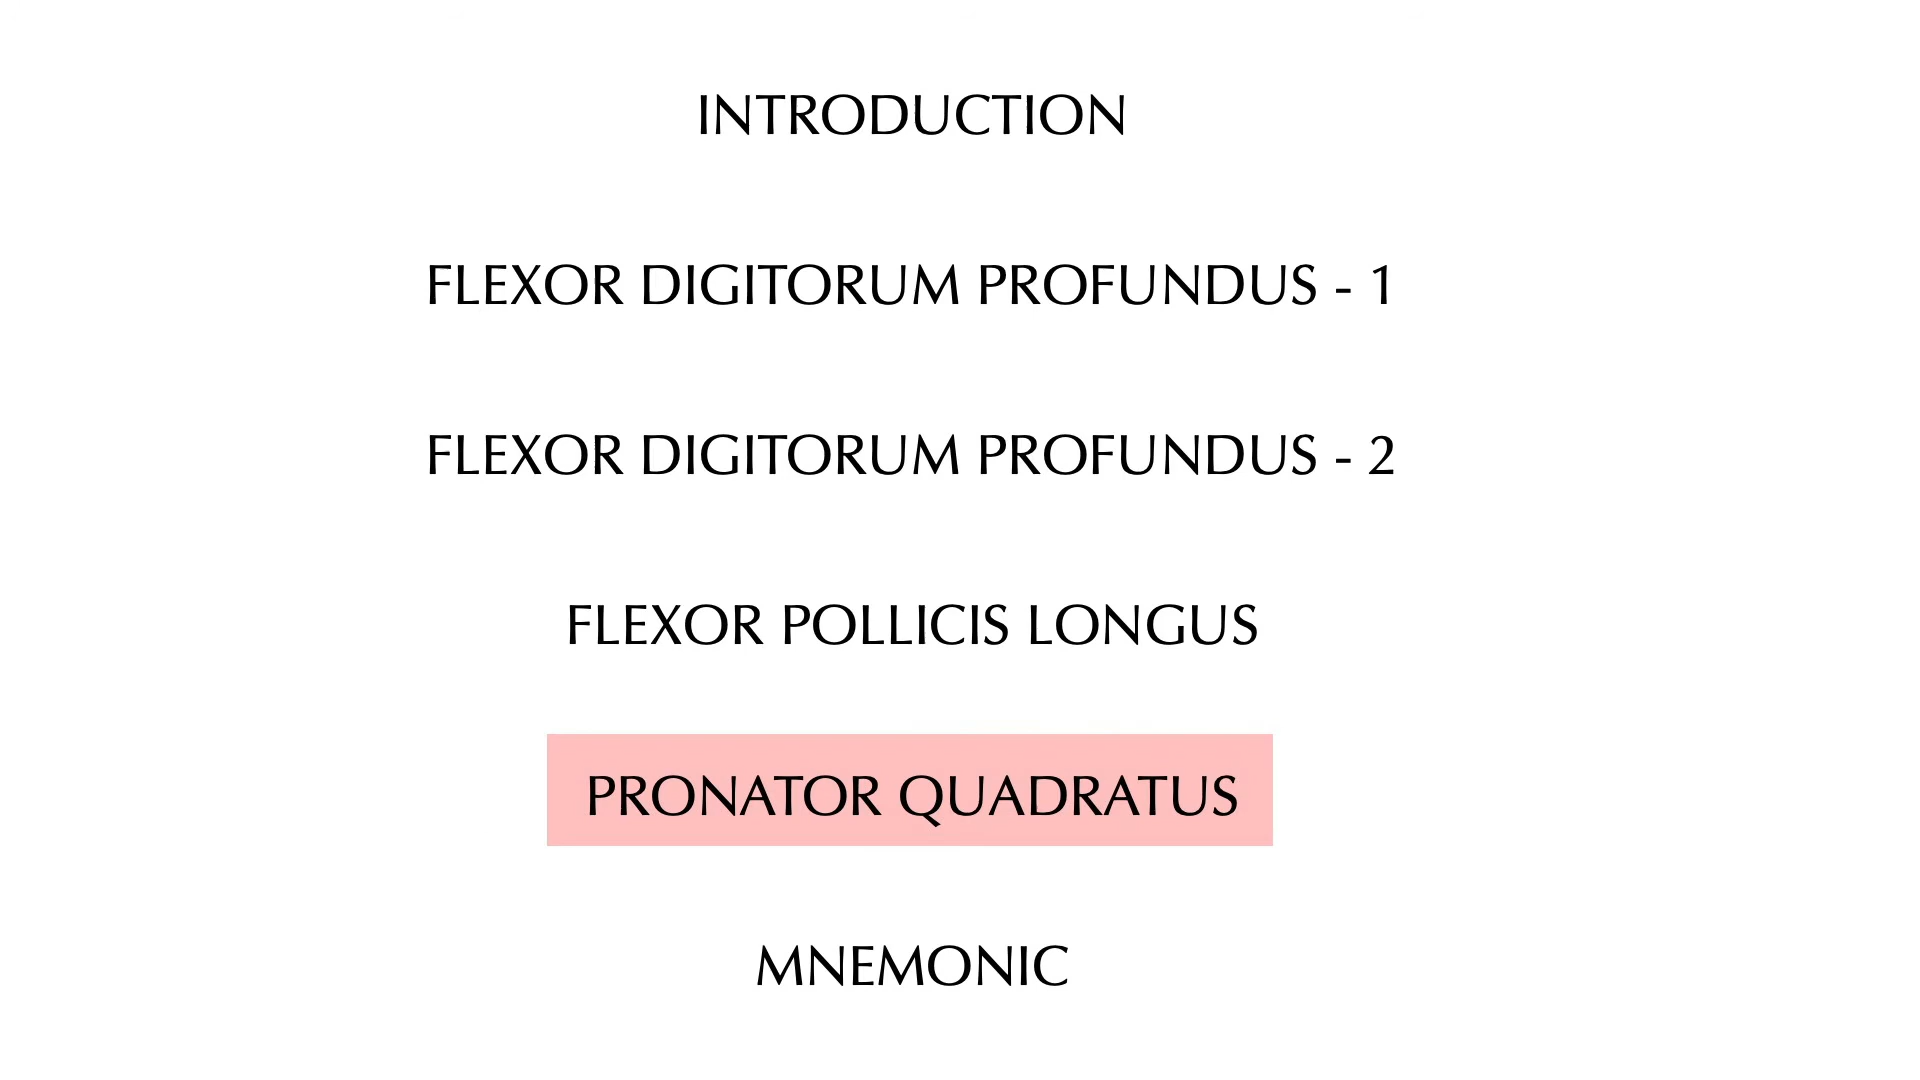 INTRODUCTION
FLEXOR DIGITORUM PROFUNDUS - 1
FLEXOR DIGITORUM PROFUNDUS - 2
FLEXOR POLLICIS LONGUS
PRONATOR QUADRATUS
MNEMONIC